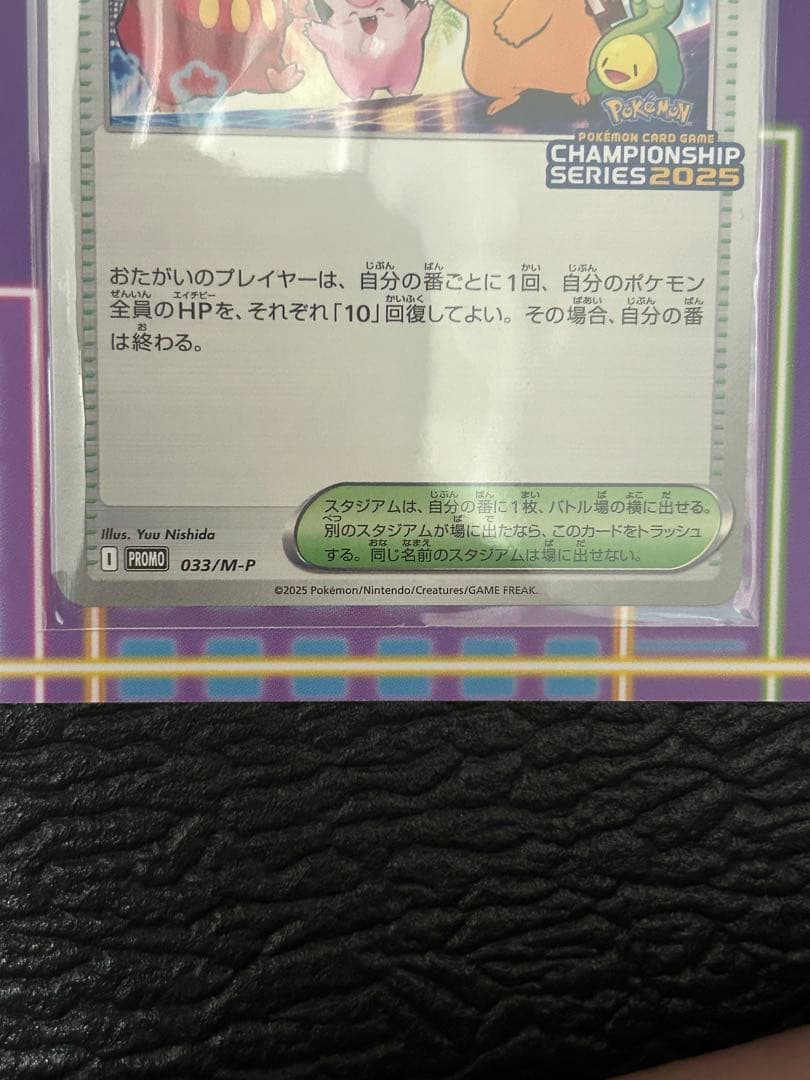 Pokémon
POKÉMON CARD GAME
CHAMPIONSHIP
SERIES 2025
おたがいのプレイヤーは、自分の番ごとに1回、自分のポケモン
全員のHPを、それぞれ「10」回復してよい。その場合、自分の番
は終わる。
スタジアムは、自分の番に1枚、バトル場の横に出せる。
別のスタジアムが場に出たなら、このカードをトラッシュ
する。同じ名前のスタジアムは場に出せない。
Illus. Yuu Nishida
I PROMO 033/M-P
©2025 Pokémon/Nintendo/Creatures/GAME FREAK.